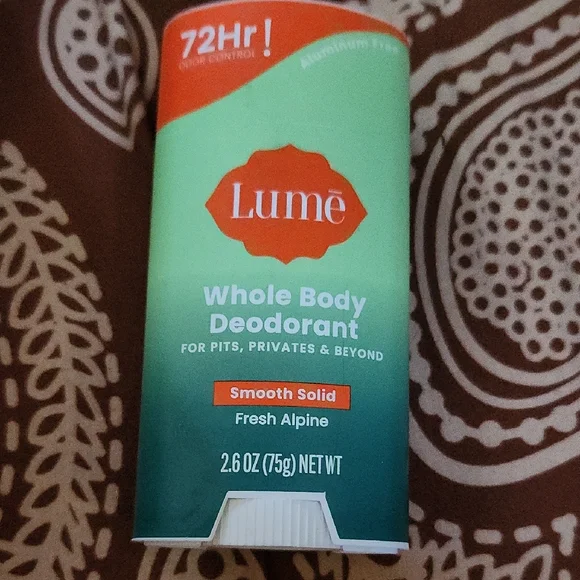 72Hr!
ODOR CONTROL
Aluminum Free
Lumē
Whole Body
Deodorant
FOR PITS, PRIVATES & BEYOND
Smooth Solid
Fresh Alpine
2.6 OZ (75g) NET WT